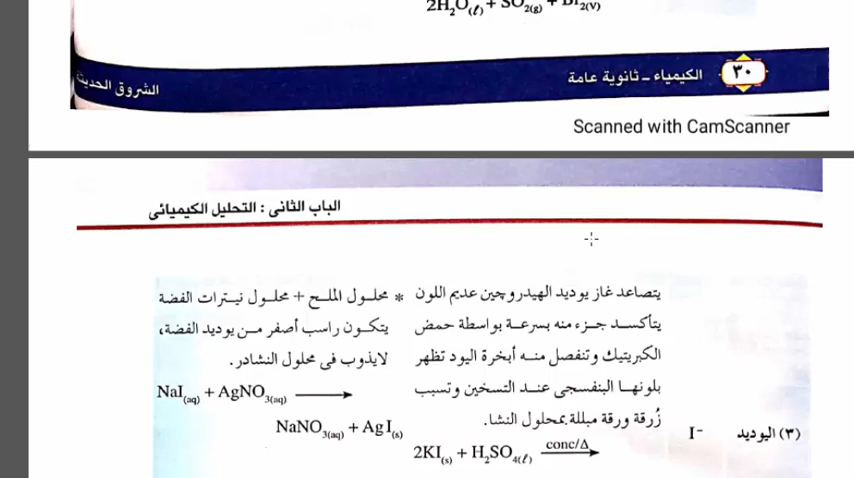 2H₂O(ℓ) + SO₂(g) + Br₂(v)
٣٠ الكيمياء – ثانوية عامة
الشروق الحديثة
Scanned with CamScanner
الباب الثانى : التحليل الكيميائى
(٣) اليوديد
I⁻
يتصاعد غاز يوديد الهيدروچين عديم اللون
يتأكسد جزء منه بسرعة بواسطة حمض
الكبريتيك وتنفصل منه أبخرة اليود تظهر
بلونها البنفسجى عند التسخين وتسبب
زُرقة ورقة مبللة بمحلول النشا.
2KI(s) + H₂SO₄(ℓ) conc/Δ →
* محلول الملح + محلول نيترات الفضة
يتكون راسب أصفر من يوديد الفضة،
لايذوب فى محلول النشادر.
NaI(aq) + AgNO₃(aq) →
NaNO₃(aq) + AgI(s)